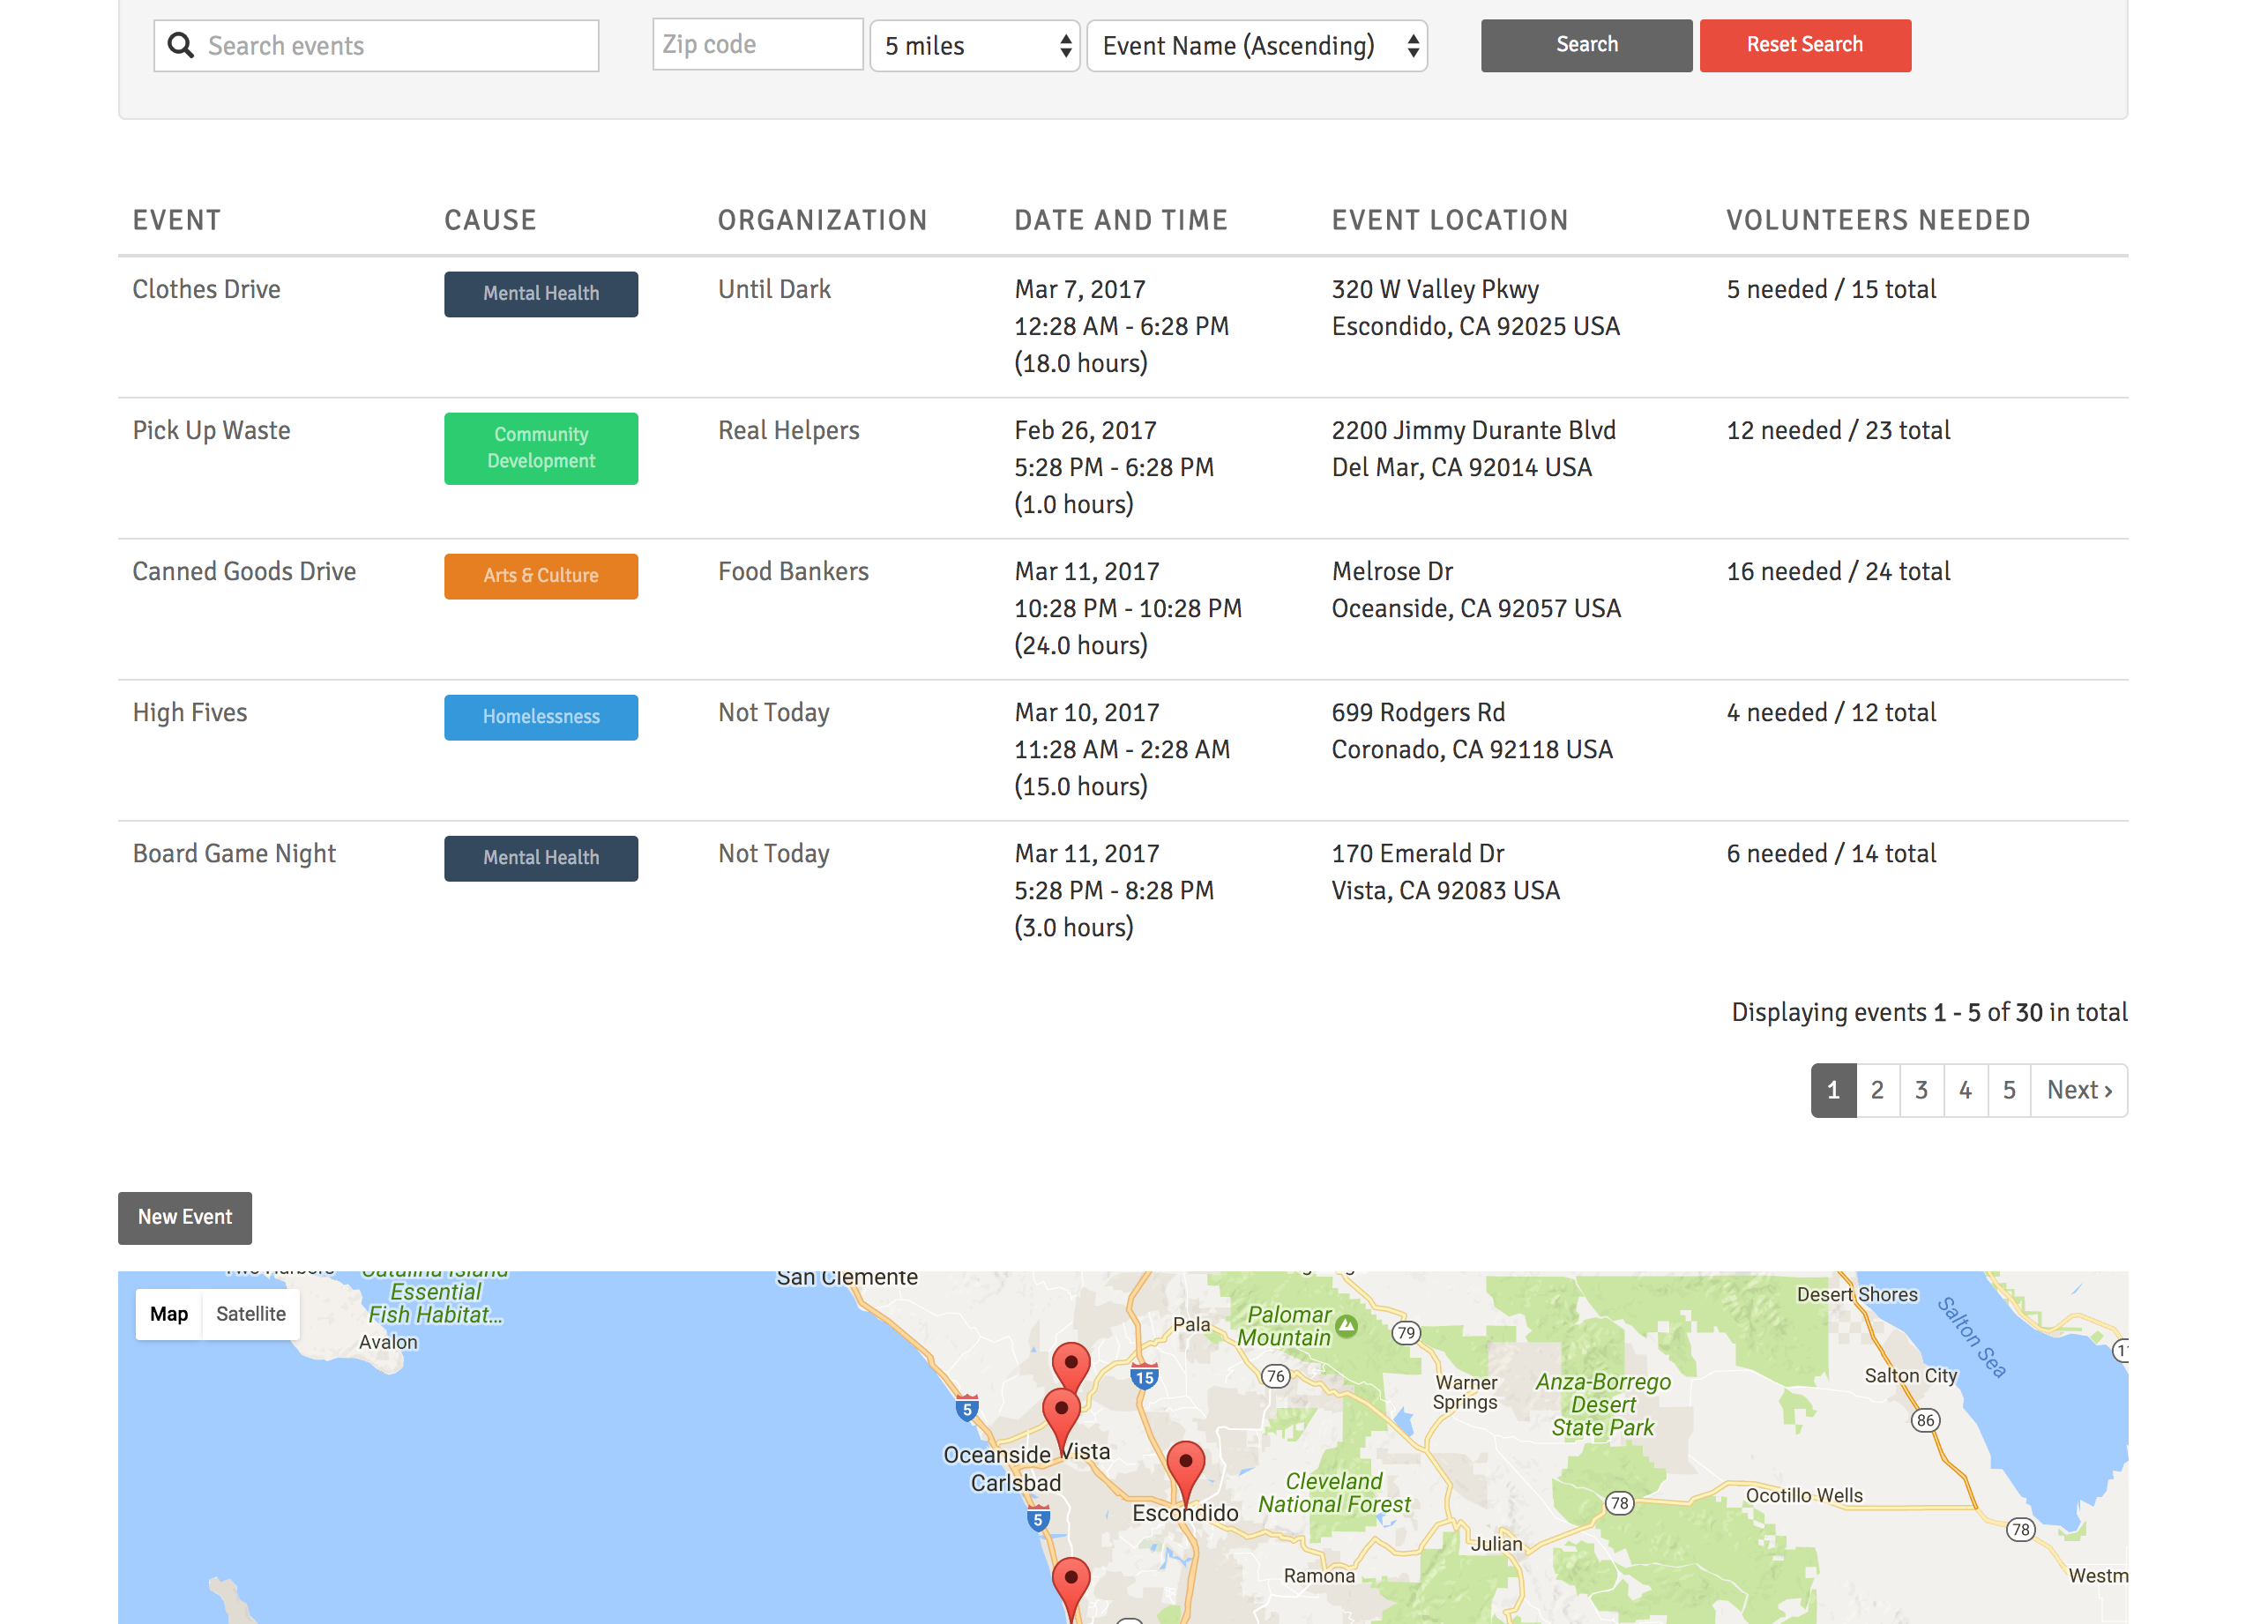 Search events
Zip code
5 miles
Event Name (Ascending)
Search
Reset Search
EVENT CAUSE ORGANIZATION DATE AND TIME EVENT LOCATION VOLUNTEERS NEEDED
Clothes Drive
Mental Health
Until Dark
Mar 7, 2017
12:28 AM - 6:28 PM
(18.0 hours)
320 W Valley Pkwy
Escondido, CA 92025 USA
5 needed / 15 total
Pick Up Waste
Community
Development
Real Helpers
Feb 26, 2017
5:28 PM - 6:28 PM
(1.0 hours)
2200 Jimmy Durante Blvd
Del Mar, CA 92014 USA
12 needed / 23 total
Canned Goods Drive
Arts & Culture
Food Bankers
Mar 11, 2017
10:28 PM - 10:28 PM
(24.0 hours)
Melrose Dr
Oceanside, CA 92057 USA
16 needed / 24 total
High Fives
Homelessness
Not Today
Mar 10, 2017
11:28 AM - 2:28 AM
(15.0 hours)
699 Rodgers Rd
Coronado, CA 92118 USA
4 needed / 12 total
Board Game Night
Mental Health
Not Today
Mar 11, 2017
5:28 PM - 8:28 PM
(3.0 hours)
170 Emerald Dr
Vista, CA 92083 USA
6 needed / 14 total
Displaying events 1 - 5 of 30 in total
1 2 3 4 5 Next ›
New Event
Map Satellite
Two Harbors
Catalina Island
Essential
Fish Habitat...
Avalon
San Clemente
Pala
Palomar
Mountain
79
Desert Shores
Salton Sea
15
76
5
Warner
Springs
Anza-Borrego
Desert
State Park
Salton City
86
Oceanside
Vista
Carlsbad
Escondido
Cleveland
National Forest
78
Ocotillo Wells
5
78
Julian
Ramona
Westm